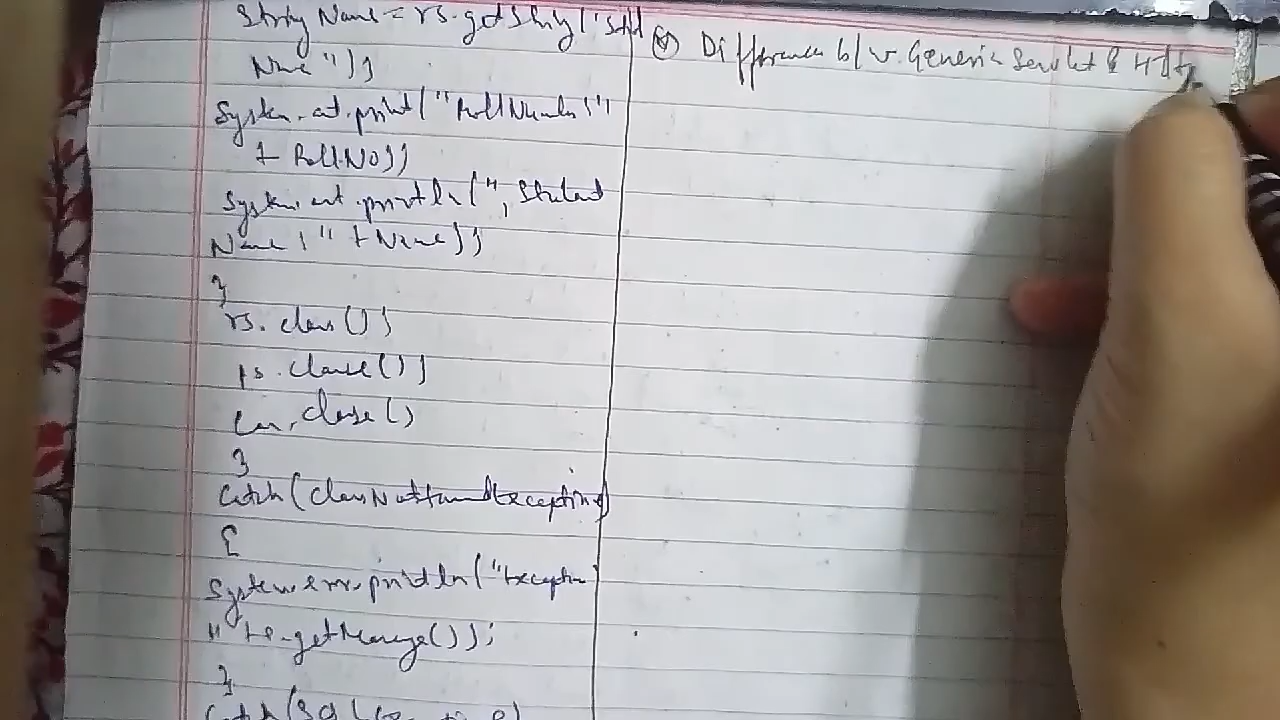 String Name = rs.getString("
Name");
System.out.print("RollNumber:"
+ RollNo);
System.out.println(", Student
Name:" + Name);
}
rs.close();
ps.close();
con.close()
}
catch(ClassNotFoundException e)
{
System.err.println("Exception
" + e.getMessage());
}
Catch(
Difference b/w. Generic Servlet & Http